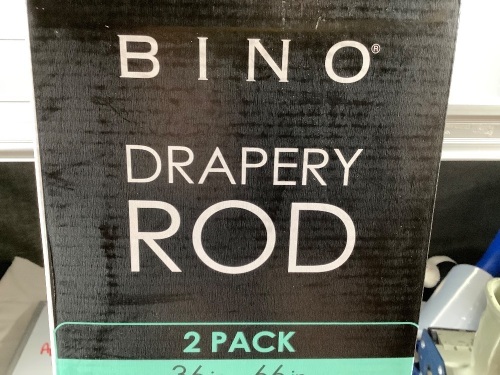 BINO®
DRAPERY
ROD
2 PACK